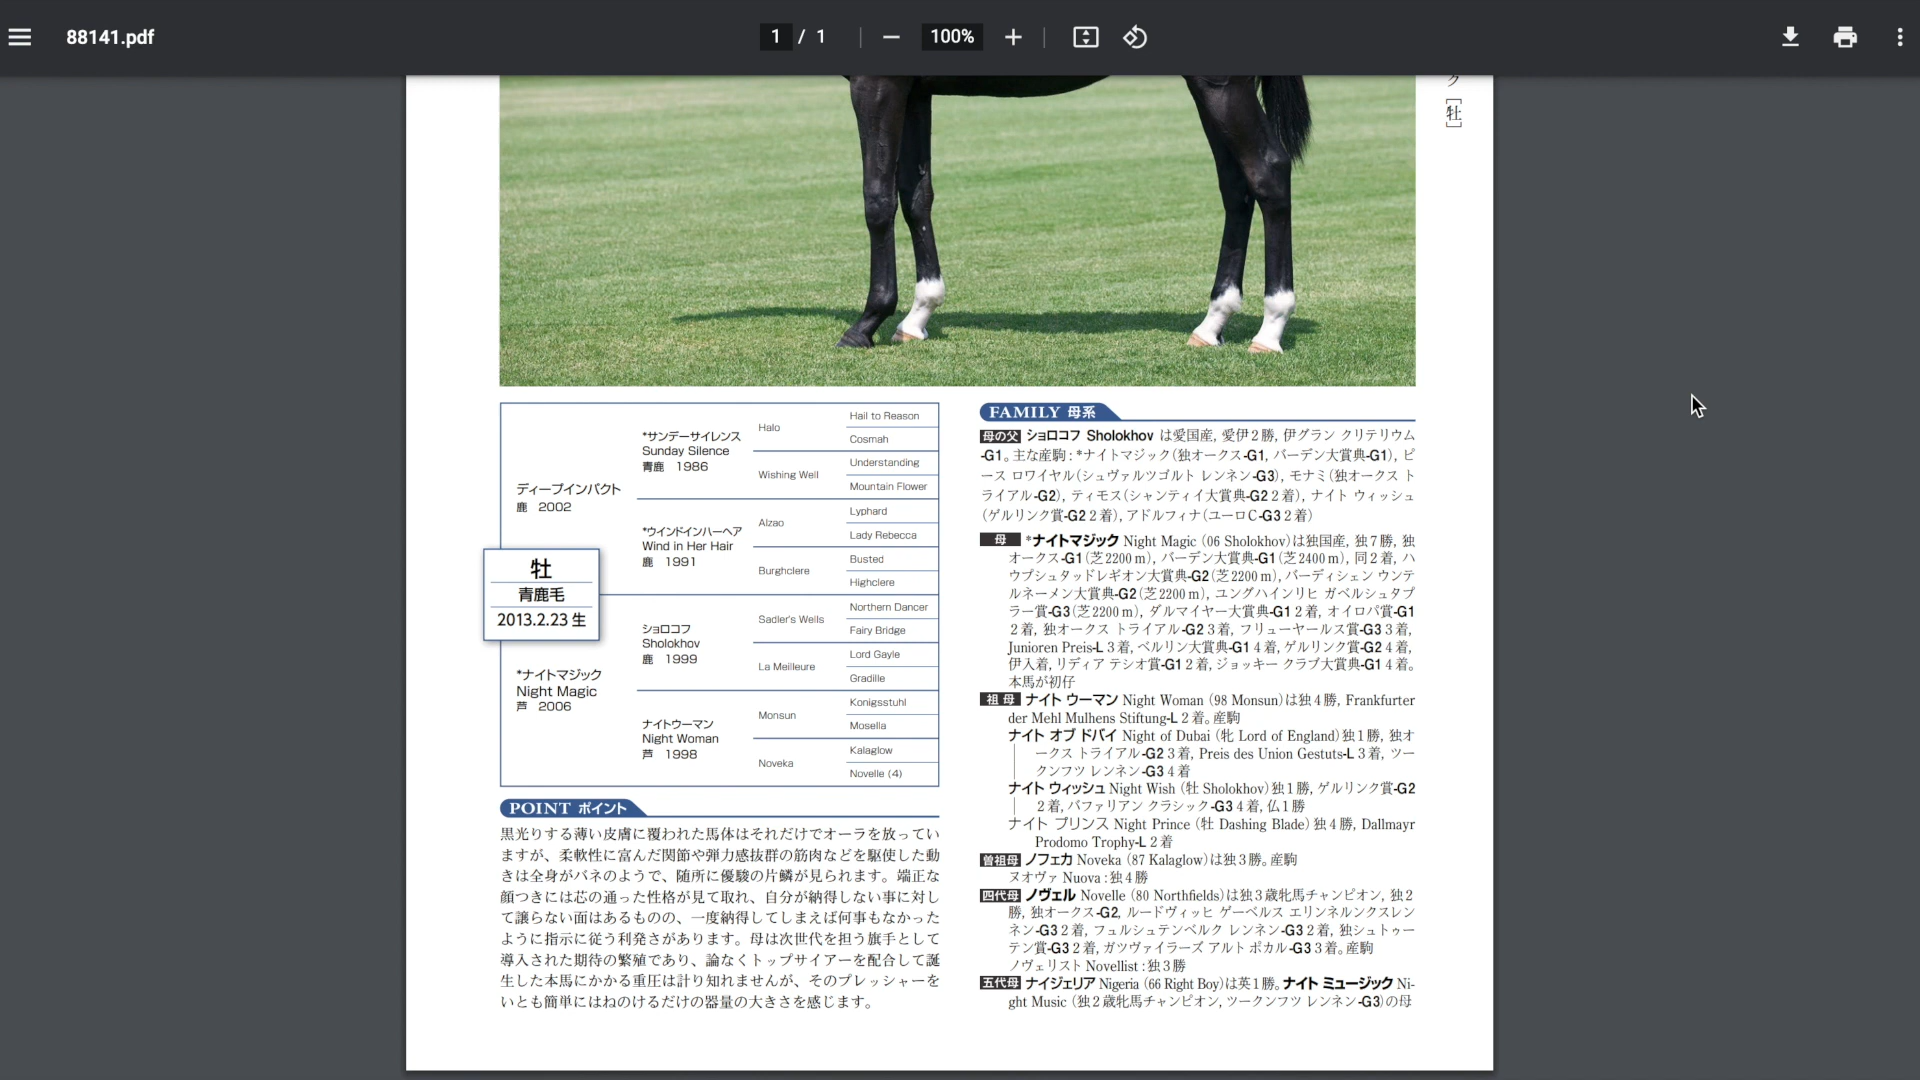 88141.pdf
1 / 1
100%
ク［牡］
Hail to Reason
Halo
Cosmah
*サンデーサイレンス
Sunday Silence
青鹿 1986
Understanding
Wishing Well
Mountain Flower
ディープインパクト
鹿 2002
Lyphard
Alzao
Lady Rebecca
*ウインドインハーヘア
Wind in Her Hair
鹿 1991
Busted
Burghclere
Highclere
牡
青鹿毛
2013.2.23 生
Northern Dancer
Sadler's Wells
Fairy Bridge
ショロコフ
Sholokhov
鹿 1999
Lord Gayle
La Meilleure
Gradille
*ナイトマジック
Night Magic
芦 2006
Konigsstuhl
Monsun
Mosella
ナイトウーマン
Night Woman
芦 1998
Kalaglow
Noveka
Novelle (4)
POINT ポイント
黒光りする薄い皮膚に覆われた馬体はそれだけでオーラを放ってい
ますが、柔軟性に富んだ関節や弾力感抜群の筋肉などを駆使した動
きは全身がバネのようで、随所に優駿の片鱗が見られます。端正な
顔つきには芯の通った性格が見て取れ、自分が納得しない事に対し
て譲らない面はあるものの、一度納得してしまえば何事もなかった
ように指示に従う利発さがあります。母は次世代を担う旗手として
導入された期待の繁殖であり、論なくトップサイアーを配合して誕
生した本馬にかかる重圧は計り知れませんが、そのプレッシャーを
いとも簡単にはねのけるだけの器量の大きさを感じます。
FAMILY 母系
母の父 ショロコフ Sholokhov は愛国産, 愛伊2勝, 伊グラン クリテリウム
-G1。主な産駒：*ナイトマジック（独オークス-G1, バーデン大賞典-G1）, ピ
ース ロワイヤル（シュヴァルツゴルト レンネン-G3）, モナミ（独オークス ト
ライアル-G2）, ティモス（シャンティイ大賞典-G2 2着）, ナイト ウィッシュ
（ゲルリンク賞-G2 2着）, アドルフィナ（ユーロC-G3 2着）
母 *ナイトマジック Night Magic（06 Sholokhov）は独国産, 独7勝, 独
オークス-G1（芝2200m）, バーデン大賞典-G1（芝2400m）, 同2着, ハ
ウプシュタッドレギオン大賞典-G2（芝2200m）, バーディシェン ウンテ
ルネーメン大賞典-G2（芝2200m）, ユングハインリヒ ガベルシュタプ
ラー賞-G3（芝2200m）, ダルマイヤー大賞典-G1 2着, オイロパ賞-G1
2着, 独オークス トライアル-G2 3着, フリューヤールス賞-G3 3着,
Junioren Preis-L 3着, ベルリン大賞典-G1 4着, ゲルリンク賞-G2 4着,
伊入着, リディア テシオ賞-G1 2着, ジョッキー クラブ大賞典-G1 4着。
本馬が初仔
祖母 ナイト ウーマン Night Woman（98 Monsun）は独4勝, Frankfurter
der Mehl Mulhens Stiftung-L 2着。産駒
ナイト オブ ドバイ Night of Dubai（牝 Lord of England）独1勝, 独オ
ークス トライアル-G2 3着, Preis des Union Gestuts-L 3着, ツー
クンフツ レンネン-G3 4着
ナイト ウィッシュ Night Wish（牡 Sholokhov）独1勝, ゲルリンク賞-G2
2着, バファリアン クラシック-G3 4着, 仏1勝
ナイト プリンス Night Prince（牡 Dashing Blade）独4勝, Dallmayr
Prodomo Trophy-L 2着
曽祖母 ノフェカ Noveka（87 Kalaglow）は独3勝。産駒
ヌオヴァ Nuova：独4勝
四代母 ノヴェル Novelle（80 Northfields）は独3歳牝馬チャンピオン, 独2
勝, 独オークス-G2, ルードヴィッヒ ゲーベルス エリンネルンクスレン
ネン-G3 2着, フュルシュテンベルク レンネン-G3 2着, 独シュトゥー
テン賞-G3 2着, ガツヴァイラーズ アルト ポカル-G3 3着。産駒
ノヴェリスト Novellist：独3勝
五代母 ナイジェリア Nigeria（66 Right Boy）は英1勝。ナイト ミュージック Ni-
ght Music（独2歳牝馬チャンピオン, ツークンフツ レンネン-G3）の母